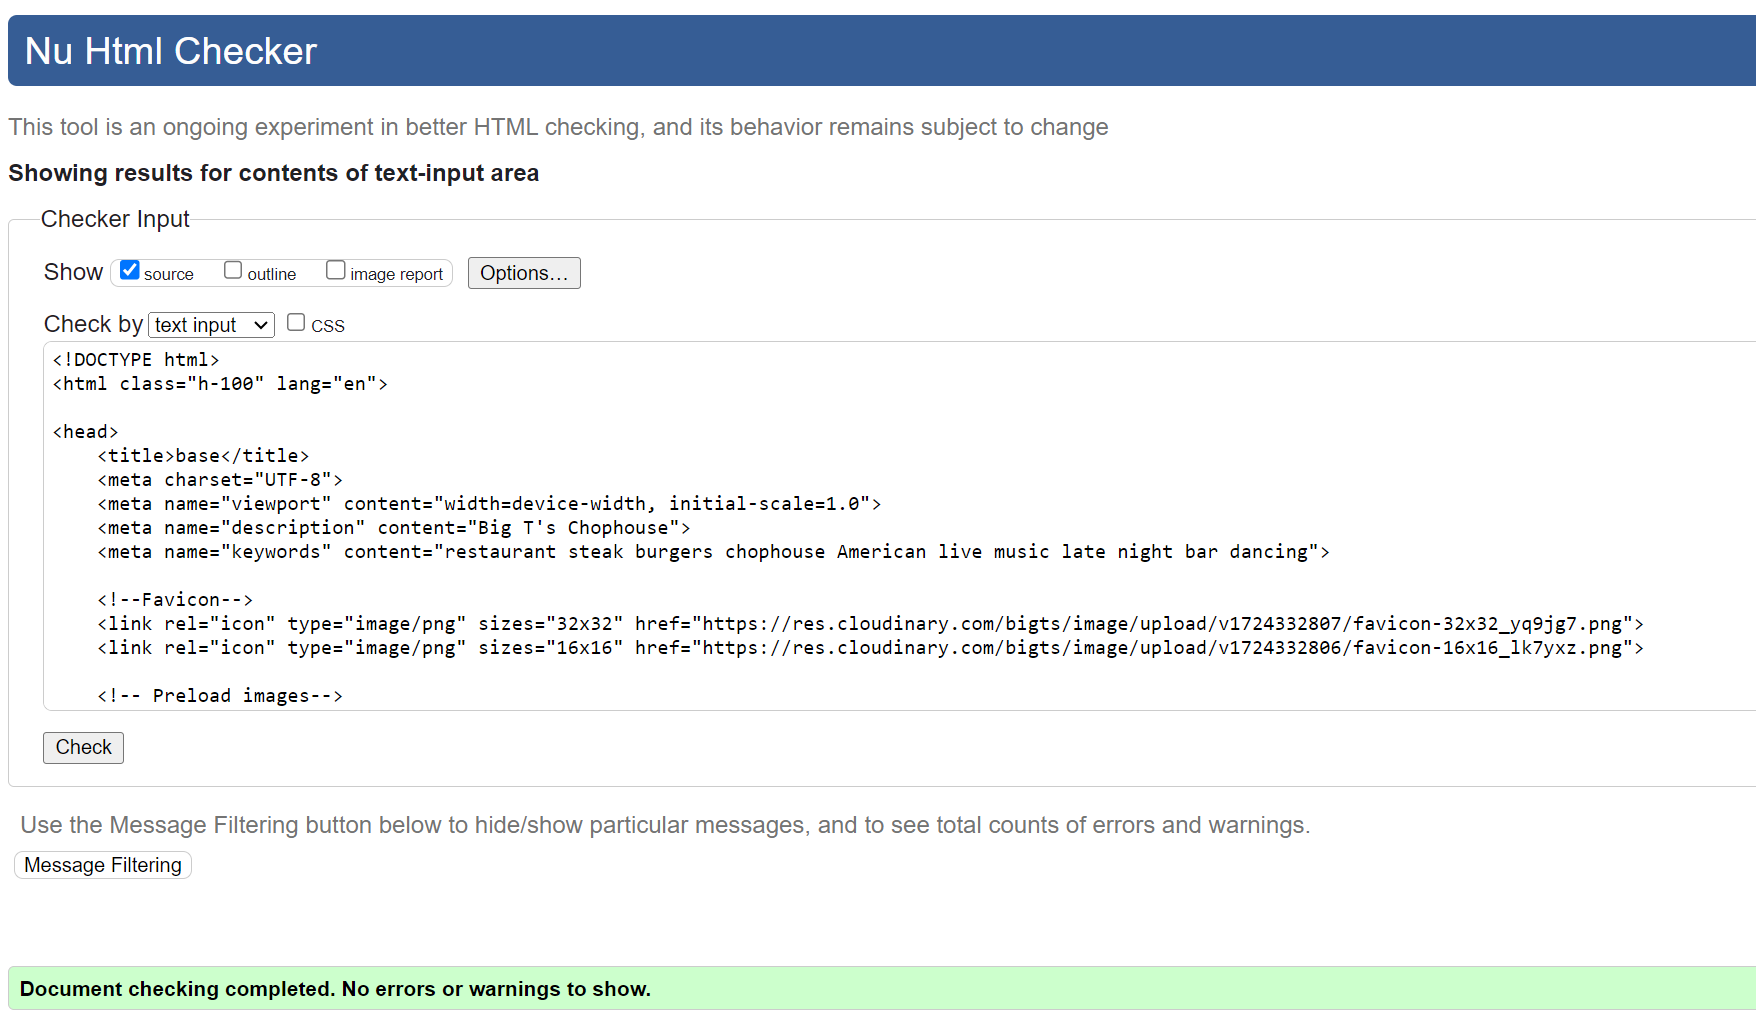 Nu Html Checker
This tool is an ongoing experiment in better HTML checking, and its behavior remains subject to change
Showing results for contents of text-input area
Checker Input
Show source outline image report Options...
Check by text input CSS
<!DOCTYPE html>
<html class="h-100" lang="en">
<head>
<title>base</title>
<meta charset="UTF-8">
<meta name="viewport" content="width=device-width, initial-scale=1.0">
<meta name="description" content="Big T's Chophouse">
<meta name="keywords" content="restaurant steak burgers chophouse American live music late night bar dancing">
<!--Favicon-->
<link rel="icon" type="image/png" sizes="32x32" href="https://res.cloudinary.com/bigts/image/upload/v1724332807/favicon-32x32_yq9jg7.png">
<link rel="icon" type="image/png" sizes="16x16" href="https://res.cloudinary.com/bigts/image/upload/v1724332806/favicon-16x16_lk7yxz.png">
<!-- Preload images-->
Check
Use the Message Filtering button below to hide/show particular messages, and to see total counts of errors and warnings.
Message Filtering
Document checking completed. No errors or warnings to show.